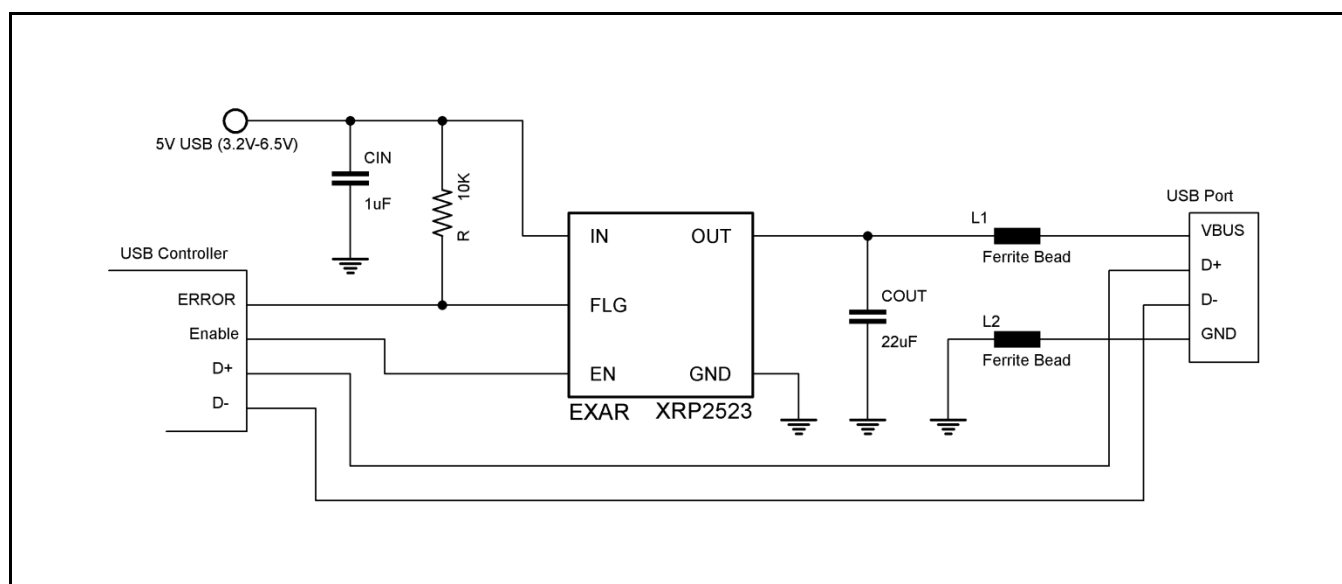 5V USB (3.2V-6.5V)
CIN
1uF
10K
R
USB Controller
ERROR
Enable
D+
D-
IN
OUT
FLG
EN
GND
EXAR
XRP2523
COUT
22uF
L1
Ferrite Bead
L2
Ferrite Bead
USB Port
VBUS
D+
D-
GND